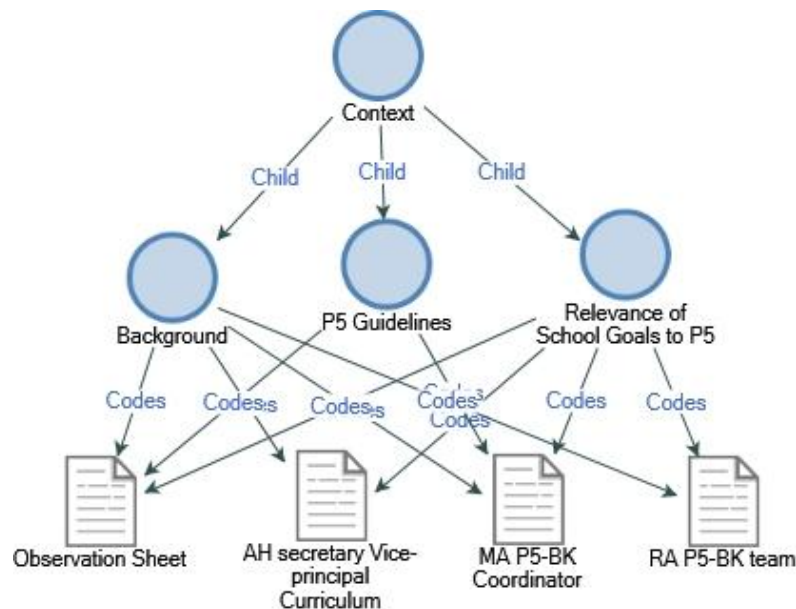 Context
Child
Child
Child
Background
P5 Guidelines
Relevance of
School Goals to P5
Codes
Codes
Codes
Codes
Codes
Codes
Codes
Observation Sheet
AH secretary Vice-
principal
Curriculum
MA P5-BK
Coordinator
RA P5-BK team